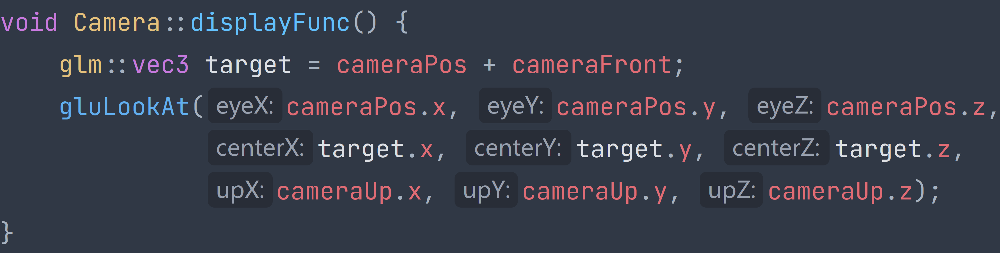 void Camera::displayFunc() {
glm::vec3 target = cameraPos + cameraFront;
gluLookAt( eyeX: cameraPos.x, eyeY: cameraPos.y, eyeZ: cameraPos.z,
centerX: target.x, centerY: target.y, centerZ: target.z,
upX: cameraUp.x, upY: cameraUp.y, upZ: cameraUp.z);
}